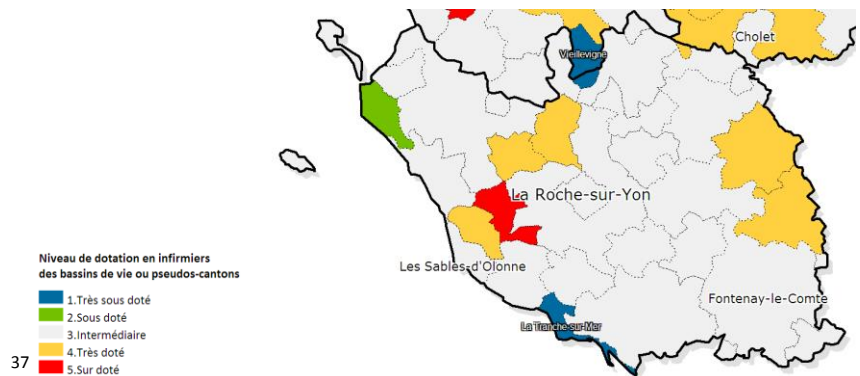 Cholet
Vieillevigne
La Roche-sur-Yon
Les Sables-d'Olonne
Fontenay-le-Comte
La Tranche-sur-Mer
Niveau de dotation en infirmiers
des bassins de vie ou pseudos-cantons
1.Très sous doté
2.Sous doté
3.Intermédiaire
4.Très doté
5.Sur doté
37